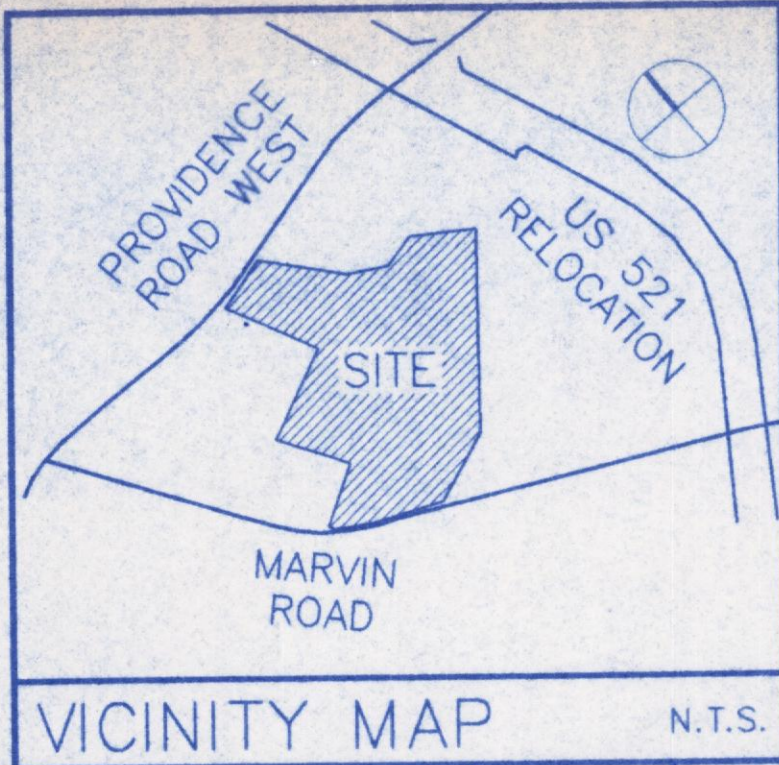 PROVIDENCE
ROAD WEST
US 521
RELOCATION
SITE
MARVIN
ROAD
VICINITY MAP
N.T.S.